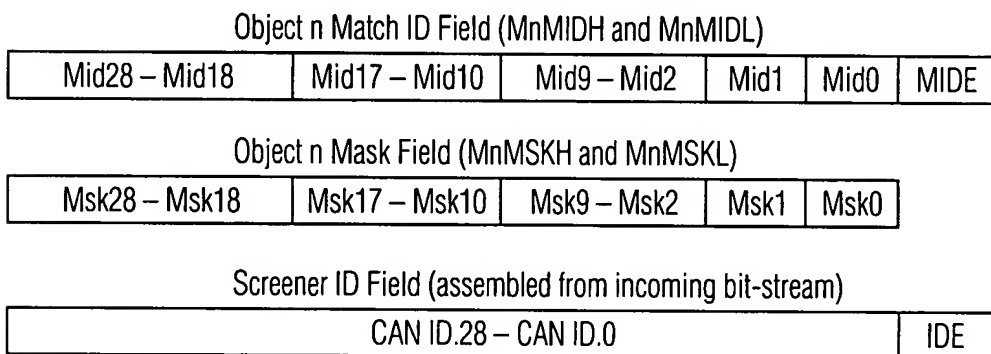 Object n Match ID Field (MnMIDH and MnMIDL)
Mid28 – Mid18 Mid17 – Mid10 Mid9 – Mid2 Mid1 Mid0 MIDE
Object n Mask Field (MnMSKH and MnMSKL)
Msk28 – Msk18 Msk17 – Msk10 Msk9 – Msk2 Msk1 Msk0
Screener ID Field (assembled from incoming bit-stream)
CAN ID.28 – CAN ID.0 IDE